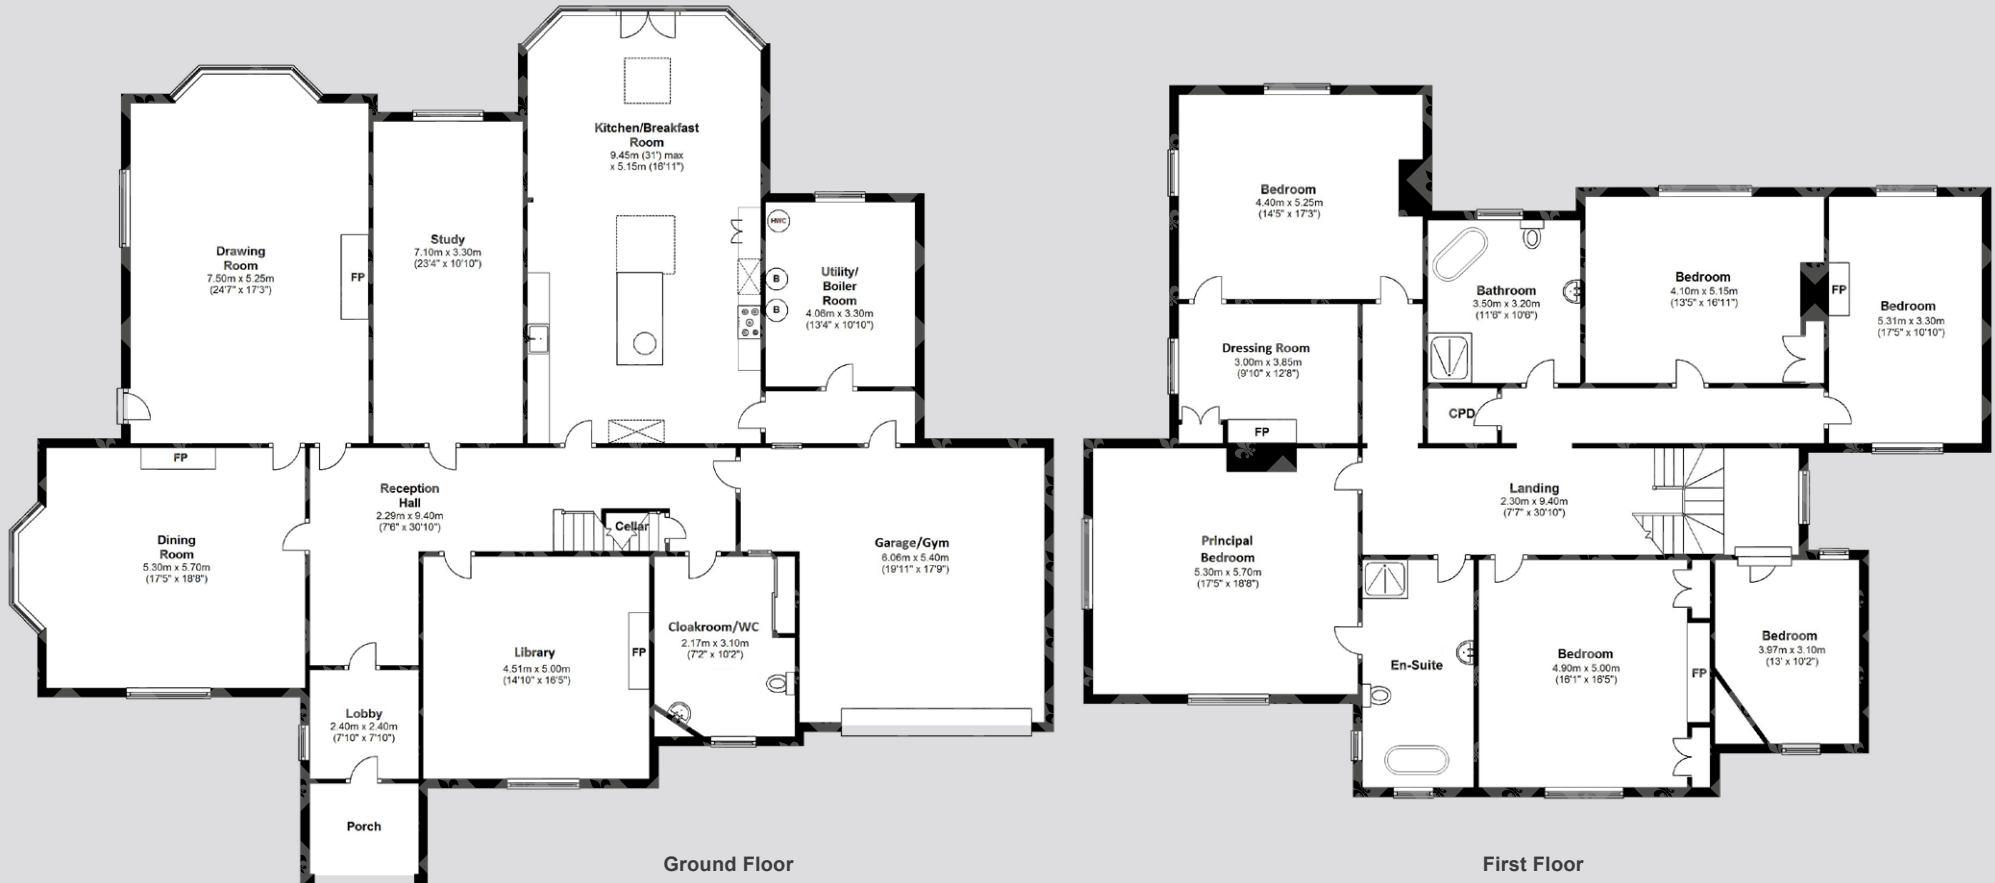 Kitchen/Breakfast
Room
9.45m (31') max
x 5.15m (16'11")
Drawing
Room
7.50m x 5.25m
(24'7" x 17'3")
FP
Study
7.10m x 3.30m
(23'4" x 10'10")
HWC
B
B
Utility/
Boiler
Room
4.06m x 3.30m
(13'4" x 10'10")
FP
Reception
Hall
2.29m x 9.40m
(7'6" x 30'10")
Cellar
Dining
Room
5.30m x 5.70m
(17'5" x 18'8")
Garage/Gym
6.06m x 5.40m
(19'11" x 17'9")
Library
4.51m x 5.00m
(14'10" x 16'5")
FP
Cloakroom/WC
2.17m x 3.10m
(7'2" x 10'2")
Lobby
2.40m x 2.40m
(7'10" x 7'10")
Porch
Ground Floor
Bedroom
4.40m x 5.25m
(14'5" x 17'3")
Bathroom
3.50m x 3.20m
(11'6" x 10'6")
Bedroom
4.10m x 5.15m
(13'5" x 16'11")
FP
Bedroom
5.31m x 3.30m
(17'5" x 10'10")
Dressing Room
3.00m x 3.85m
(9'10" x 12'8")
FP
CPD
Landing
2.30m x 9.40m
(7'7" x 30'10")
Principal
Bedroom
5.30m x 5.70m
(17'5" x 18'8")
En-Suite
Bedroom
4.90m x 5.00m
(16'1" x 16'5")
FP
Bedroom
3.97m x 3.10m
(13' x 10'2")
First Floor